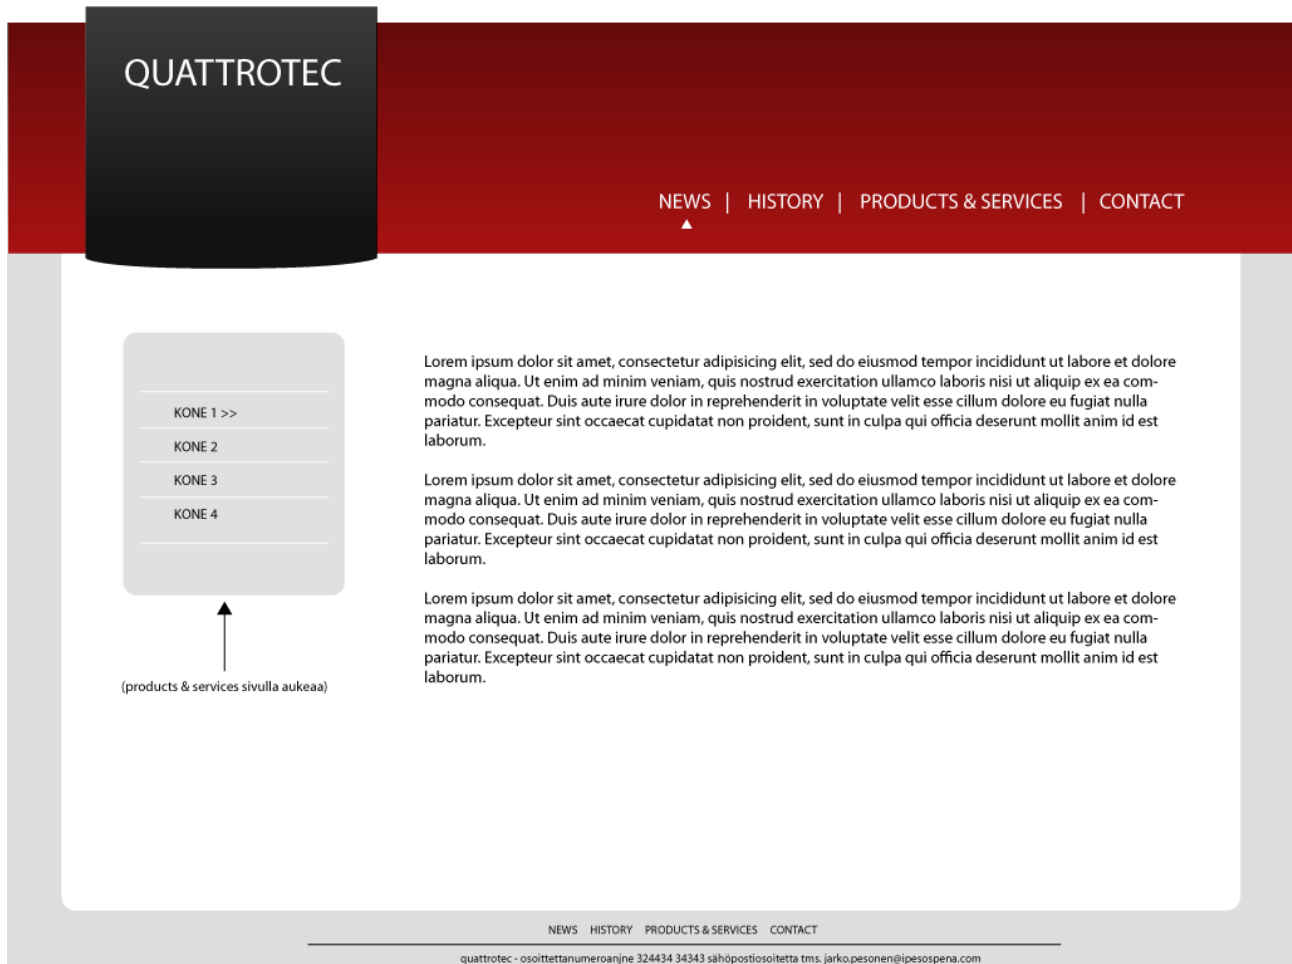 QUATTROTEC
NEWS | HISTORY | PRODUCTS & SERVICES | CONTACT
KONE 1 >>
KONE 2
KONE 3
KONE 4
(products & services sivulla aukeaa)
Lorem ipsum dolor sit amet, consectetur adipisicing elit, sed do eiusmod tempor incididunt ut labore et dolore
magna aliqua. Ut enim ad minim veniam, quis nostrud exercitation ullamco laboris nisi ut aliquip ex ea com-
modo consequat. Duis aute irure dolor in reprehenderit in voluptate velit esse cillum dolore eu fugiat nulla
pariatur. Excepteur sint occaecat cupidatat non proident, sunt in culpa qui officia deserunt mollit anim id est
laborum.
Lorem ipsum dolor sit amet, consectetur adipisicing elit, sed do eiusmod tempor incididunt ut labore et dolore
magna aliqua. Ut enim ad minim veniam, quis nostrud exercitation ullamco laboris nisi ut aliquip ex ea com-
modo consequat. Duis aute irure dolor in reprehenderit in voluptate velit esse cillum dolore eu fugiat nulla
pariatur. Excepteur sint occaecat cupidatat non proident, sunt in culpa qui officia deserunt mollit anim id est
laborum.
Lorem ipsum dolor sit amet, consectetur adipisicing elit, sed do eiusmod tempor incididunt ut labore et dolore
magna aliqua. Ut enim ad minim veniam, quis nostrud exercitation ullamco laboris nisi ut aliquip ex ea com-
modo consequat. Duis aute irure dolor in reprehenderit in voluptate velit esse cillum dolore eu fugiat nulla
pariatur. Excepteur sint occaecat cupidatat non proident, sunt in culpa qui officia deserunt mollit anim id est
laborum.
NEWS HISTORY PRODUCTS & SERVICES CONTACT
quattrotec - osoittettanumeroanjne 324434 34343 sähöpostiosoitetta tms. jarko.pesonen@ipesospena.com